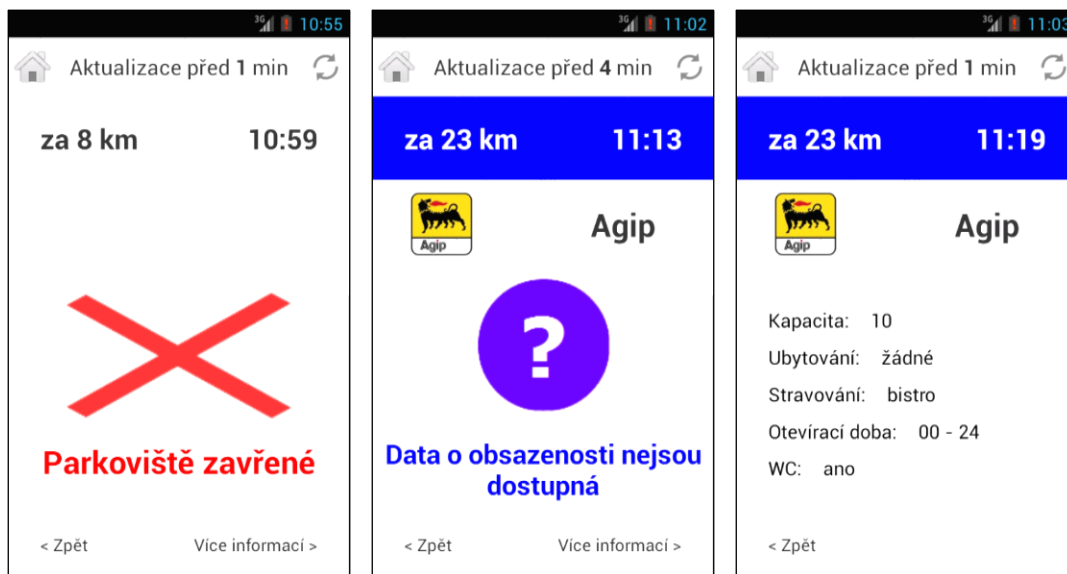 3G 10:55
Aktualizace před 1 min
za 8 km 10:59
Parkoviště zavřené
< Zpět Více informací >
3G 11:02
Aktualizace před 4 min
za 23 km 11:13
Agip Agip
?
Data o obsazenosti nejsou
dostupná
< Zpět Více informací >
3G 11:03
Aktualizace před 1 min
za 23 km 11:19
Agip Agip
Kapacita: 10
Ubytování: žádné
Stravování: bistro
Otevírací doba: 00 - 24
WC: ano
< Zpět